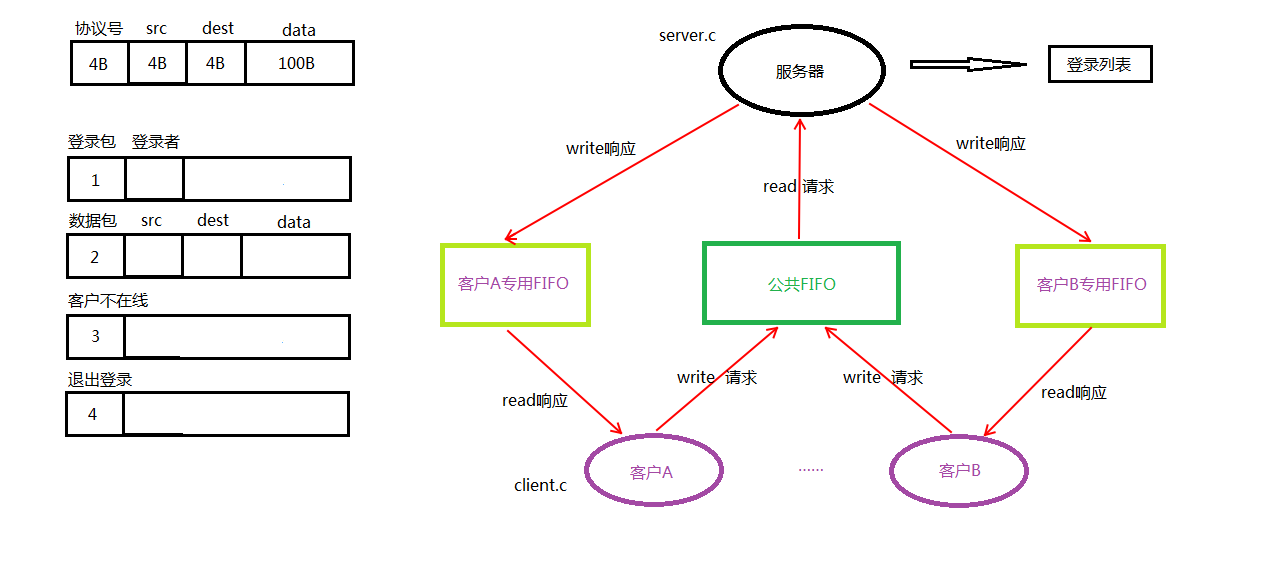 协议号 src dest data
4B 4B 4B 100B
登录包 登录者
1
数据包 src dest data
2
客户不在线
3
退出登录
4
server.c
服务器
登录列表
write响应
read 请求
write响应
客户A专用FIFO
公共FIFO
客户B专用FIFO
read响应
write 请求
write 请求
read响应
client.c
客户A
......
客户B